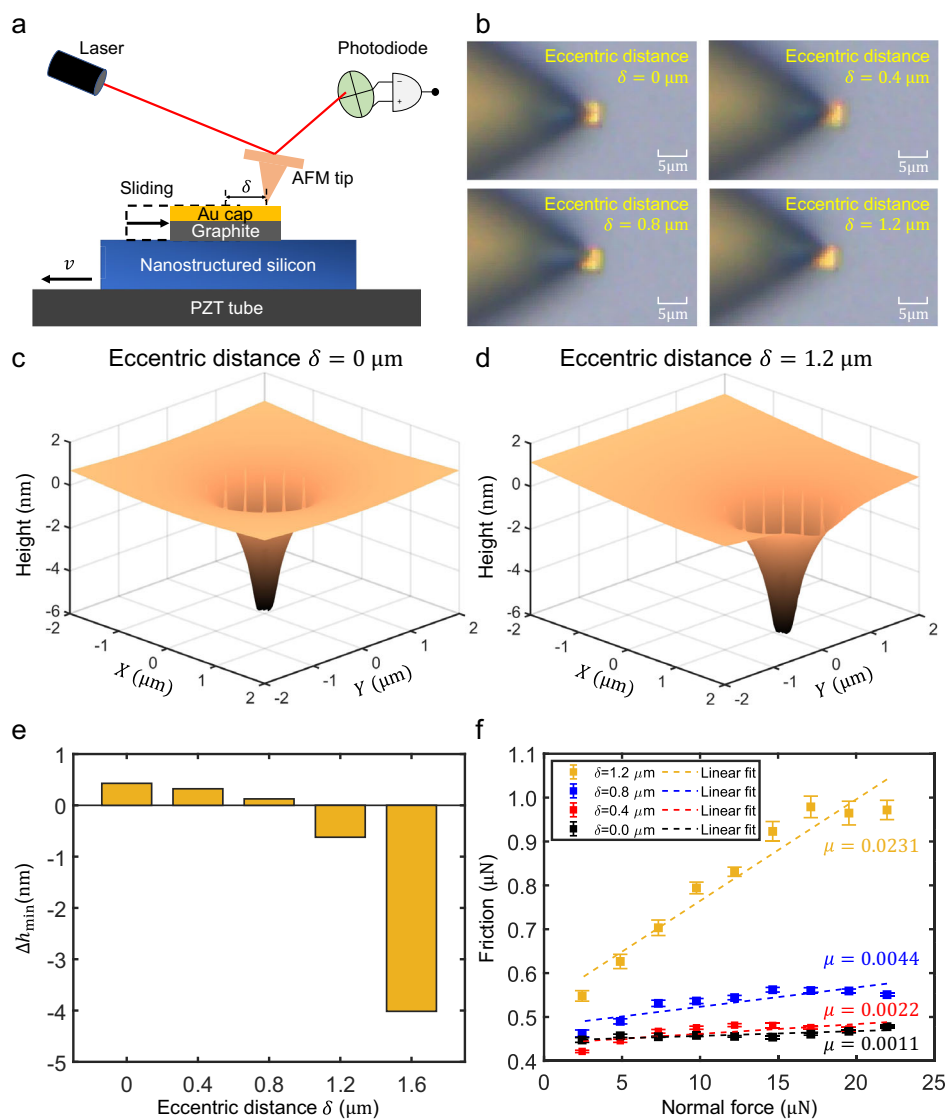 a
Laser
Photodiode
−
+
AFM tip
δ
Sliding
Au cap
Graphite
v
Nanostructured silicon
PZT tube
b
Eccentric distance
δ = 0 μm
5μm
Eccentric distance
δ = 0.4 μm
5μm
Eccentric distance
δ = 0.8 μm
5μm
Eccentric distance
δ = 1.2 μm
5μm
c
Eccentric distance δ = 0 μm
Height (nm)
2
0
-2
-4
-6
-2
-1
0
1
2
X (μm)
-2
-1
0
1
2
Y (μm)
d
Eccentric distance δ = 1.2 μm
Height (nm)
2
0
-2
-4
-6
-2
-1
0
1
2
X (μm)
-2
-1
0
1
2
Y (μm)
e
Δhmin(nm)
1
0
-1
-2
-3
-4
-5
0 0.4 0.8 1.2 1.6
Eccentric distance δ (μm)
f
Friction (μN)
1.1
1.0
0.9
0.8
0.7
0.6
0.5
0.4
δ=1.2 μm Linear fit
δ=0.8 μm Linear fit
δ=0.4 μm Linear fit
δ=0.0 μm Linear fit
μ = 0.0231
μ = 0.0044
μ = 0.0022
μ = 0.0011
0 5 10 15 20 25
Normal force (μN)